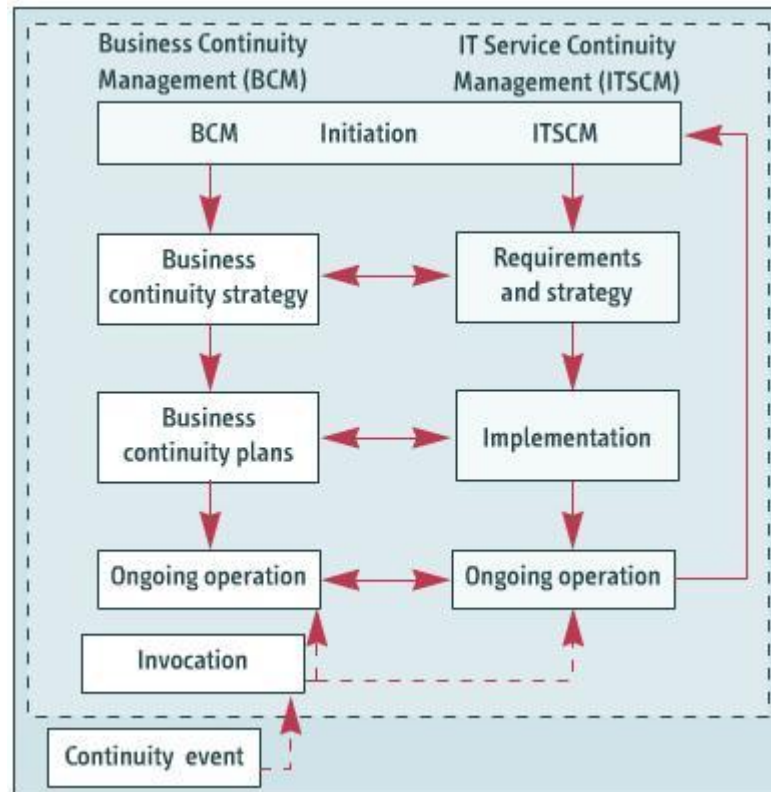 Business Continuity
Management (BCM)
IT Service Continuity
Management (ITSCM)
BCM Initiation ITSCM
Business
continuity strategy
Requirements
and strategy
Business
continuity plans
Implementation
Ongoing operation
Ongoing operation
Invocation
Continuity event